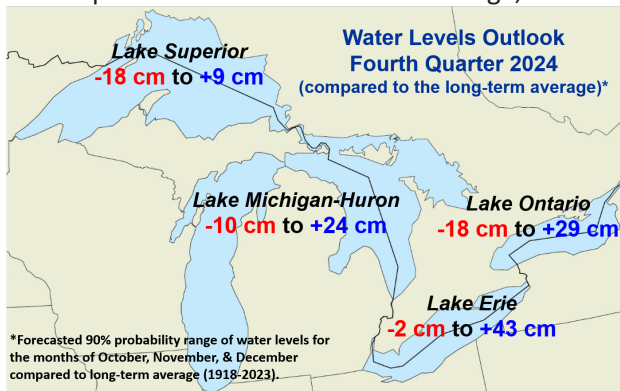 Water Levels Outlook
Fourth Quarter 2024
(compared to the long-term average)*
Lake Superior
-18 cm to +9 cm
Lake Michigan-Huron
-10 cm to +24 cm
Lake Ontario
-18 cm to +29 cm
Lake Erie
-2 cm to +43 cm
*Forecasted 90% probability range of water levels for
the months of October, November, & December
compared to long-term average (1918-2023).